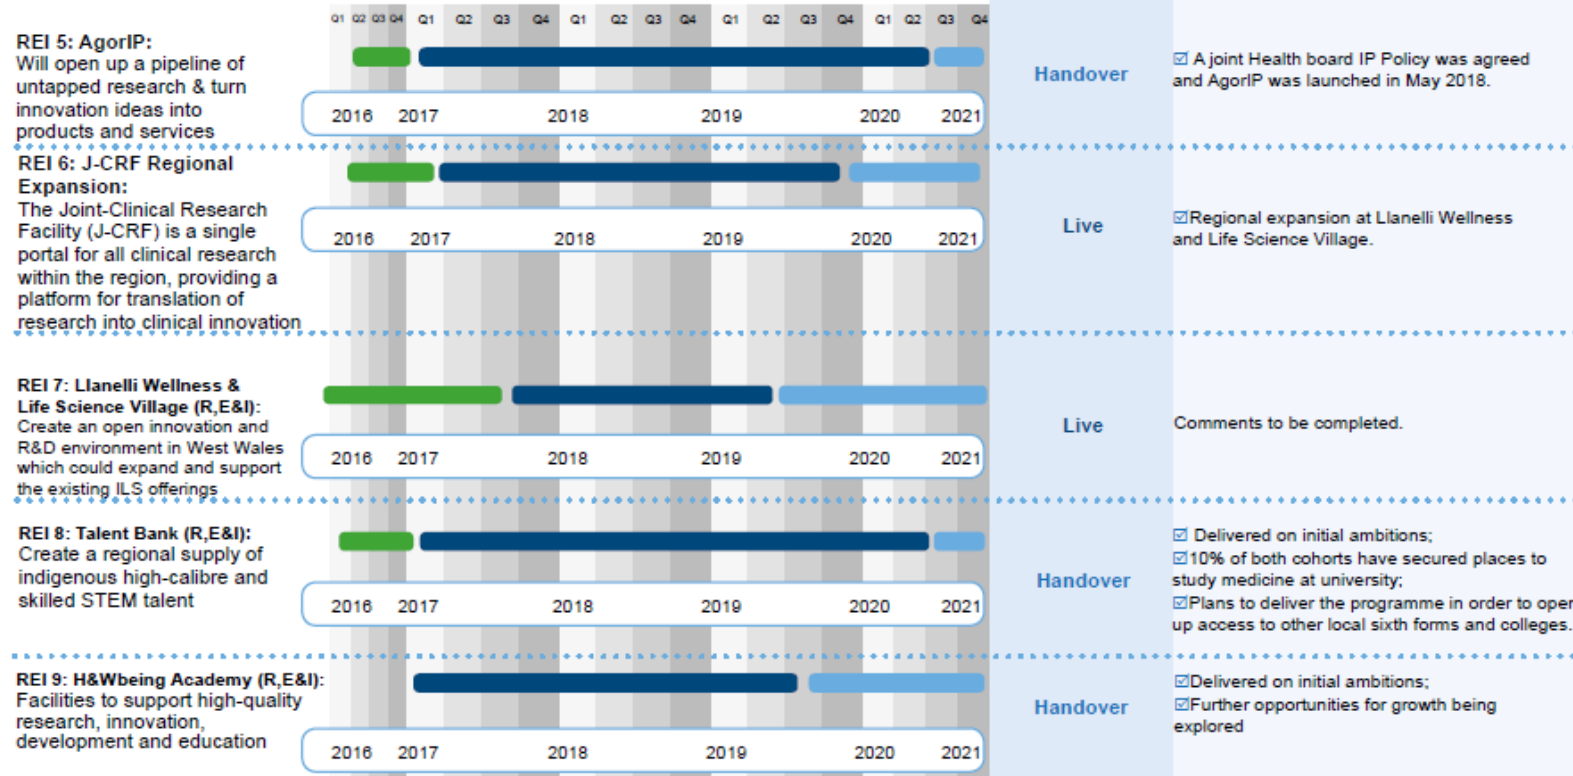 Q1 Q2 Q3 Q4 Q1 Q2 Q3 Q4 Q1 Q2 Q3 Q4 Q1 Q2 Q3 Q4 Q1 Q2 Q3 Q4
REI 5: AgorIP:
Will open up a pipeline of
untapped research & turn
innovation ideas into
products and services
2016 2017 2018 2019 2020 2021
Handover
☑ A joint Health board IP Policy was agreed
and AgorIP was launched in May 2018.
REI 6: J-CRF Regional
Expansion:
The Joint-Clinical Research
Facility (J-CRF) is a single
portal for all clinical research
within the region, providing a
platform for translation of
research into clinical innovation
2016 2017 2018 2019 2020 2021
Live
☑Regional expansion at Llanelli Wellness
and Life Science Village.
REI 7: Llanelli Wellness &
Life Science Village (R,E&I):
Create an open innovation and
R&D environment in West Wales
which could expand and support
the existing ILS offerings
2016 2017 2018 2019 2020 2021
Live
Comments to be completed.
REI 8: Talent Bank (R,E&I):
Create a regional supply of
indigenous high-calibre and
skilled STEM talent
2016 2017 2018 2019 2020 2021
Handover
☑ Delivered on initial ambitions;
☑10% of both cohorts have secured places to
study medicine at university;
☑Plans to deliver the programme in order to open
up access to other local sixth forms and colleges.
REI 9: H&Wbeing Academy (R,E&I):
Facilities to support high-quality
research, innovation,
development and education
2016 2017 2018 2019 2020 2021
Handover
☑Delivered on initial ambitions;
☑Further opportunities for growth being
explored